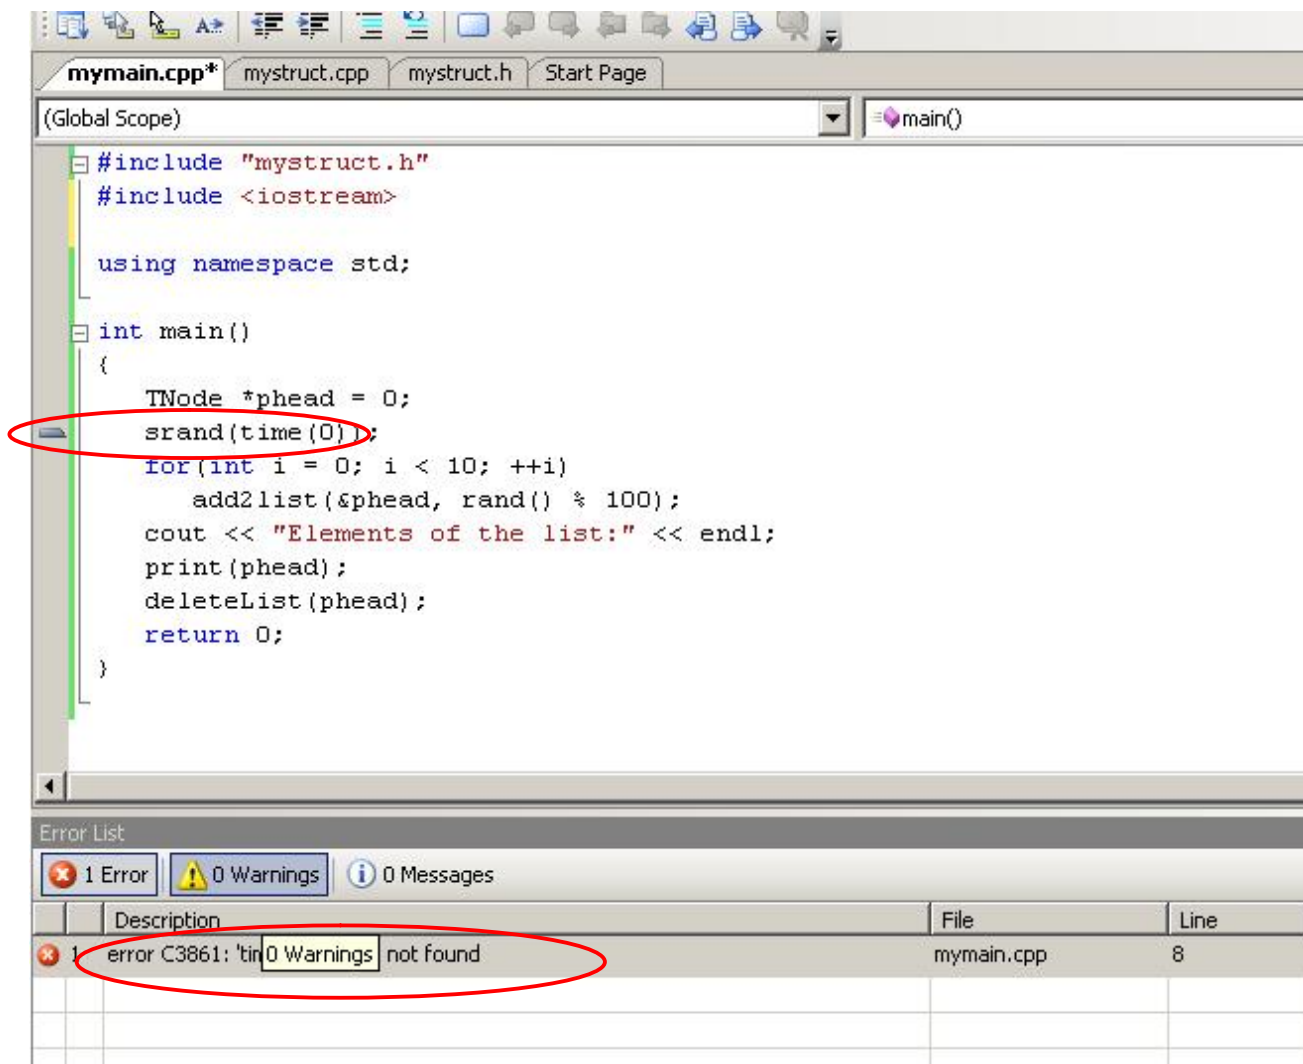 mymain.cpp* mystruct.cpp mystruct.h Start Page
(Global Scope) main()
#include "mystruct.h"
#include <iostream>
using namespace std;
int main()
{
TNode *phead = 0;
srand(time(0));
for(int i = 0; i < 10; ++i)
add2list(&phead, rand() % 100);
cout << "Elements of the list:" << endl;
print(phead);
deleteList(phead);
return 0;
}
Error List
1 Error 0 Warnings 0 Messages
Description File Line
1 error C3861: 'tim 0 Warnings not found mymain.cpp 8